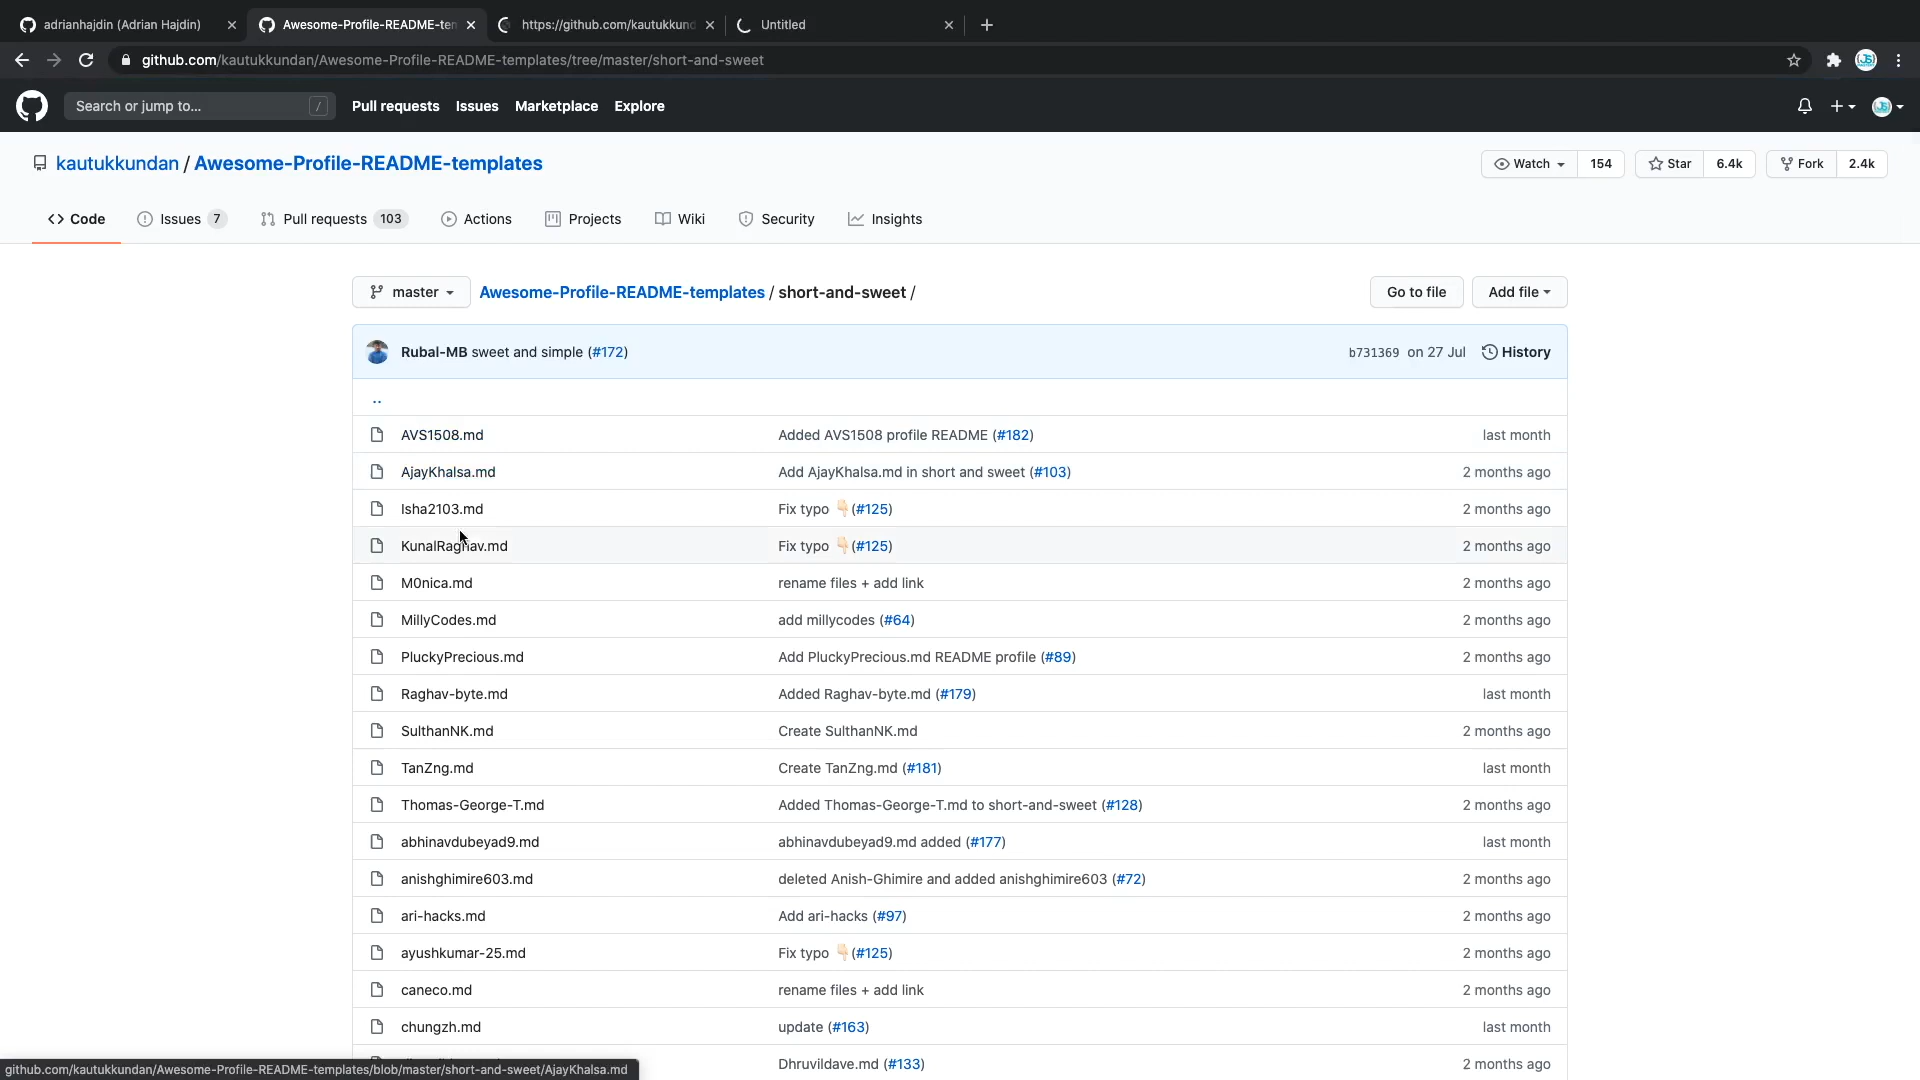 adrianhajdin (Adrian Hajdin)
Awesome-Profile-README-ten
https://github.com/kautukkund
Untitled
github.com/kautukkundan/Awesome-Profile-README-templates/tree/master/short-and-sweet
Search or jump to... / Pull requests Issues Marketplace Explore
kautukkundan / Awesome-Profile-README-templates Watch 154 Star 6.4k Fork 2.4k
Code Issues 7 Pull requests 103 Actions Projects Wiki Security Insights
master Awesome-Profile-README-templates / short-and-sweet / Go to file Add file
Rubal-MB sweet and simple (#172) b731369 on 27 Jul History
..
AVS1508.md Added AVS1508 profile README (#182) last month
AjayKhalsa.md Add AjayKhalsa.md in short and sweet (#103) 2 months ago
Isha2103.md Fix typo 👇🏻(#125) 2 months ago
KunalRaghav.md Fix typo 👇🏻(#125) 2 months ago
M0nica.md rename files + add link 2 months ago
MillyCodes.md add millycodes (#64) 2 months ago
PluckyPrecious.md Add PluckyPrecious.md README profile (#89) 2 months ago
Raghav-byte.md Added Raghav-byte.md (#179) last month
SulthanNK.md Create SulthanNK.md 2 months ago
TanZng.md Create TanZng.md (#181) last month
Thomas-George-T.md Added Thomas-George-T.md to short-and-sweet (#128) 2 months ago
abhinavdubeyad9.md abhinavdubeyad9.md added (#177) last month
anishghimire603.md deleted Anish-Ghimire and added anishghimire603 (#72) 2 months ago
ari-hacks.md Add ari-hacks (#97) 2 months ago
ayushkumar-25.md Fix typo 👇🏻(#125) 2 months ago
caneco.md rename files + add link 2 months ago
chungzh.md update (#163) last month
Dhruvildave.md (#133) 2 months ago
github.com/kautukkundan/Awesome-Profile-README-templates/blob/master/short-and-sweet/AjayKhalsa.md